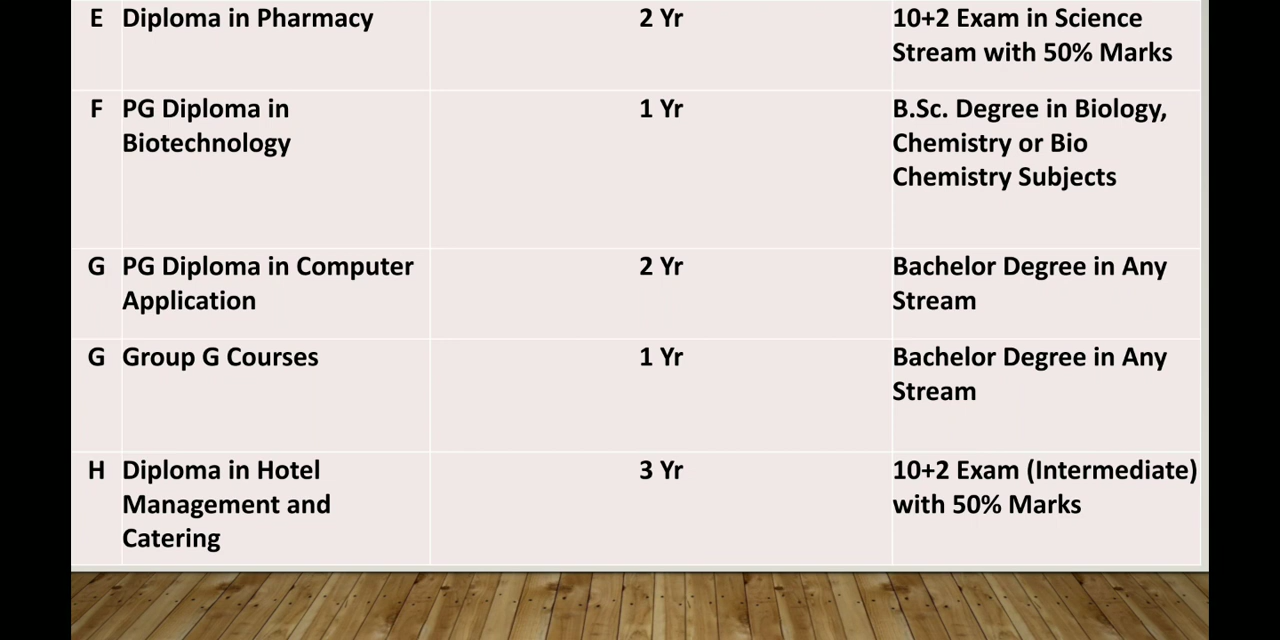 E Diploma in Pharmacy 2 Yr 10+2 Exam in Science
Stream with 50% Marks
F PG Diploma in 1 Yr B.Sc. Degree in Biology,
Biotechnology Chemistry or Bio
Chemistry Subjects
G PG Diploma in Computer 2 Yr Bachelor Degree in Any
Application Stream
G Group G Courses 1 Yr Bachelor Degree in Any
Stream
H Diploma in Hotel 3 Yr 10+2 Exam (Intermediate)
Management and with 50% Marks
Catering